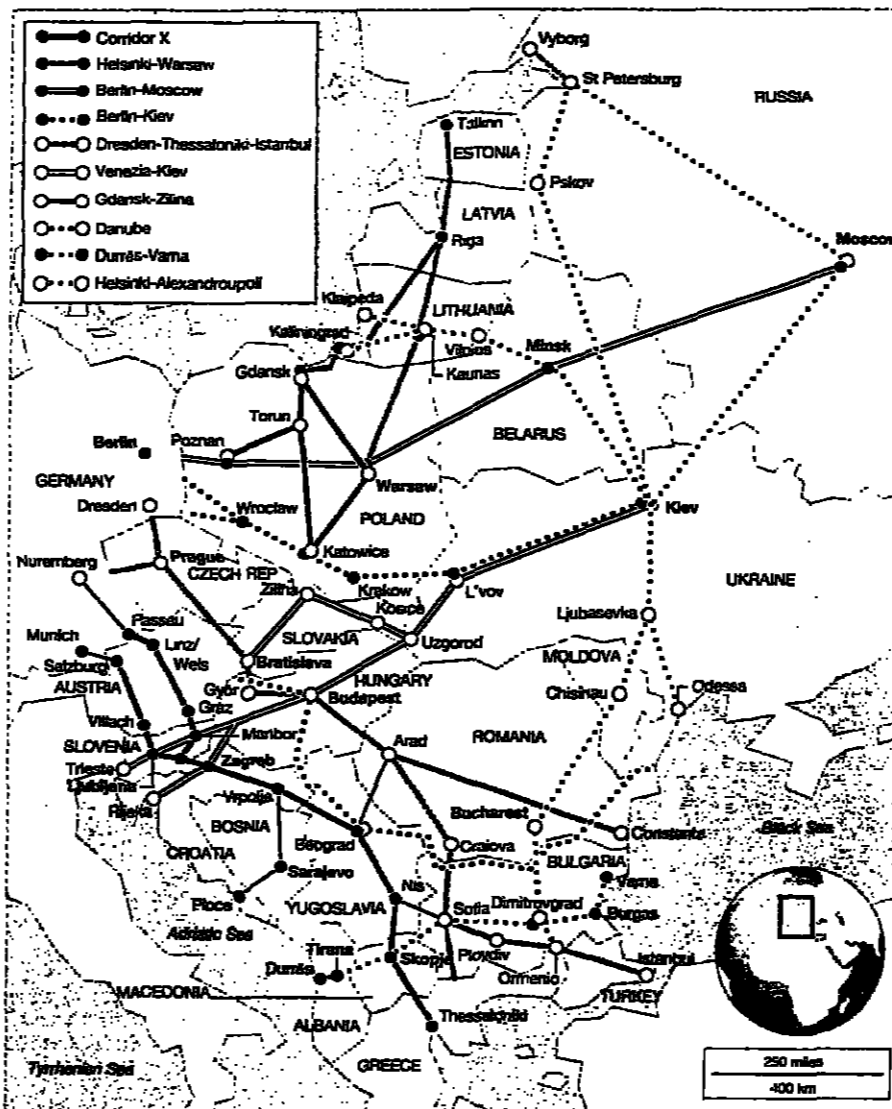 Corridor X
Helsinki-Warsaw
Berlin-Moscow
Berlin-Kiev
Dresden-Thessaloniki-Istanbul
Venezia-Kiev
Gdansk-Zilina
Danube
Durrës-Varna
Helsinki-Alexandroupoli
Vyborg
St Petersburg
RUSSIA
Tallnn
ESTONIA
Pskov
LATVIA
Riga
Moscow
Klajpeda
LITHUANIA
Kaliningrad
Vilnius
Minsk
Gdansk
Kaunas
Torun
BELARUS
Berlin
Poznan
Warsaw
GERMANY
Dresden
Wroclaw
POLAND
Kiev
Nuremberg
Prague
Katowice
CZECH REP
Krakow
L'vov
UKRAINE
Zilina
Kosice
Ljubasevka
Munich
Passau
SLOVAKIA
Uzgorod
Linz/
Wels
MOLDOVA
Salzburg
Bratislava
HUNGARY
Odessa
AUSTRIA
Györ
Budapest
Chisinau
Graz
Villach
Maribor
Arad
ROMANIA
SLOVENIA
Zagreb
Trieste
Ljubljana
Vrpolje
Rijeka
Bucharest
Constanta
Black Sea
BOSNIA
Beograd
Craiova
CROATIA
BULGARIA
Sarajevo
Varna
Nis
Dimitrovgrad
Ploce
YUGOSLAVIA
Sofia
Burgas
Adriatic Sea
Tirana
Plovdiv
Istanbul
Durrës
Skopje
Ormenio
MACEDONIA
TURKEY
Thessaloniki
ALBANIA
GREECE
Tyrrhenian Sea
250 miles
400 km